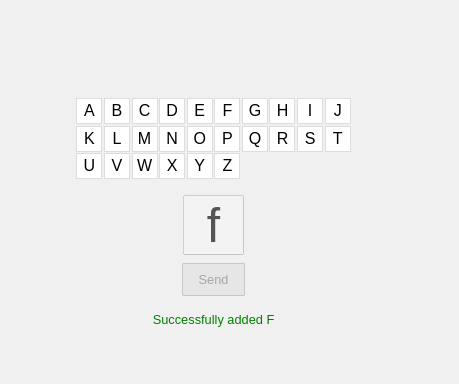 A B C D E F G H I J
K L M N O P Q R S T
U V W X Y Z
f
Send
Successfully added F